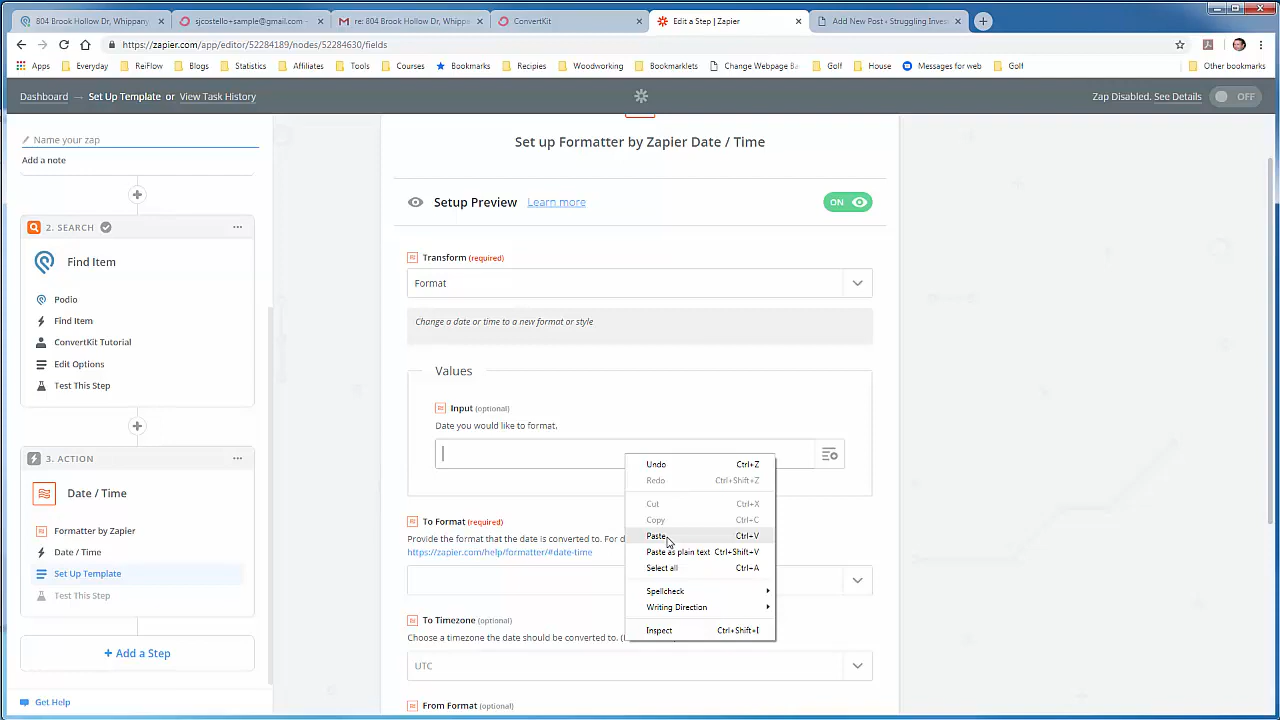 804 Brook Hollow Dr, Whippany,
sjcostello+sample@gmail.com -
re: 804 Brook Hollow Dr, Whippa
ConvertKit
Edit a Step | Zapier
Add New Post ‹ Struggling Inves
https://zapier.com/app/editor/52284189/nodes/52284630/fields
Apps
Everyday
ReiFlow
Blogs
Statistics
Affiliates
Tools
Courses
Bookmarks
Recipies
Woodworking
Bookmarklets
Change Webpage Ba
Golf
House
Messages for web
Golf
Other bookmarks
Dashboard → Set Up Template or View Task History
Zap Disabled. See Details
OFF
Name your zap
Add a note
2. SEARCH
Find Item
Podio
Find Item
ConvertKit Tutorial
Edit Options
Test This Step
3. ACTION
Date / Time
Formatter by Zapier
Date / Time
Set Up Template
Test This Step
+ Add a Step
Get Help
Set up Formatter by Zapier Date / Time
Setup Preview Learn more
ON
Transform (required)
Format
Change a date or time to a new format or style
Values
Input (optional)
Date you would like to format.
To Format (required)
Provide the format that the date is converted to. For d
https://zapier.com/help/formatter/#date-time
To Timezone (optional)
Choose a timezone the date should be converted to. (
UTC
From Format (optional)
Undo Ctrl+Z
Redo Ctrl+Shift+Z
Cut Ctrl+X
Copy Ctrl+C
Paste Ctrl+V
Paste as plain text Ctrl+Shift+V
Select all Ctrl+A
Spellcheck
Writing Direction
Inspect Ctrl+Shift+I